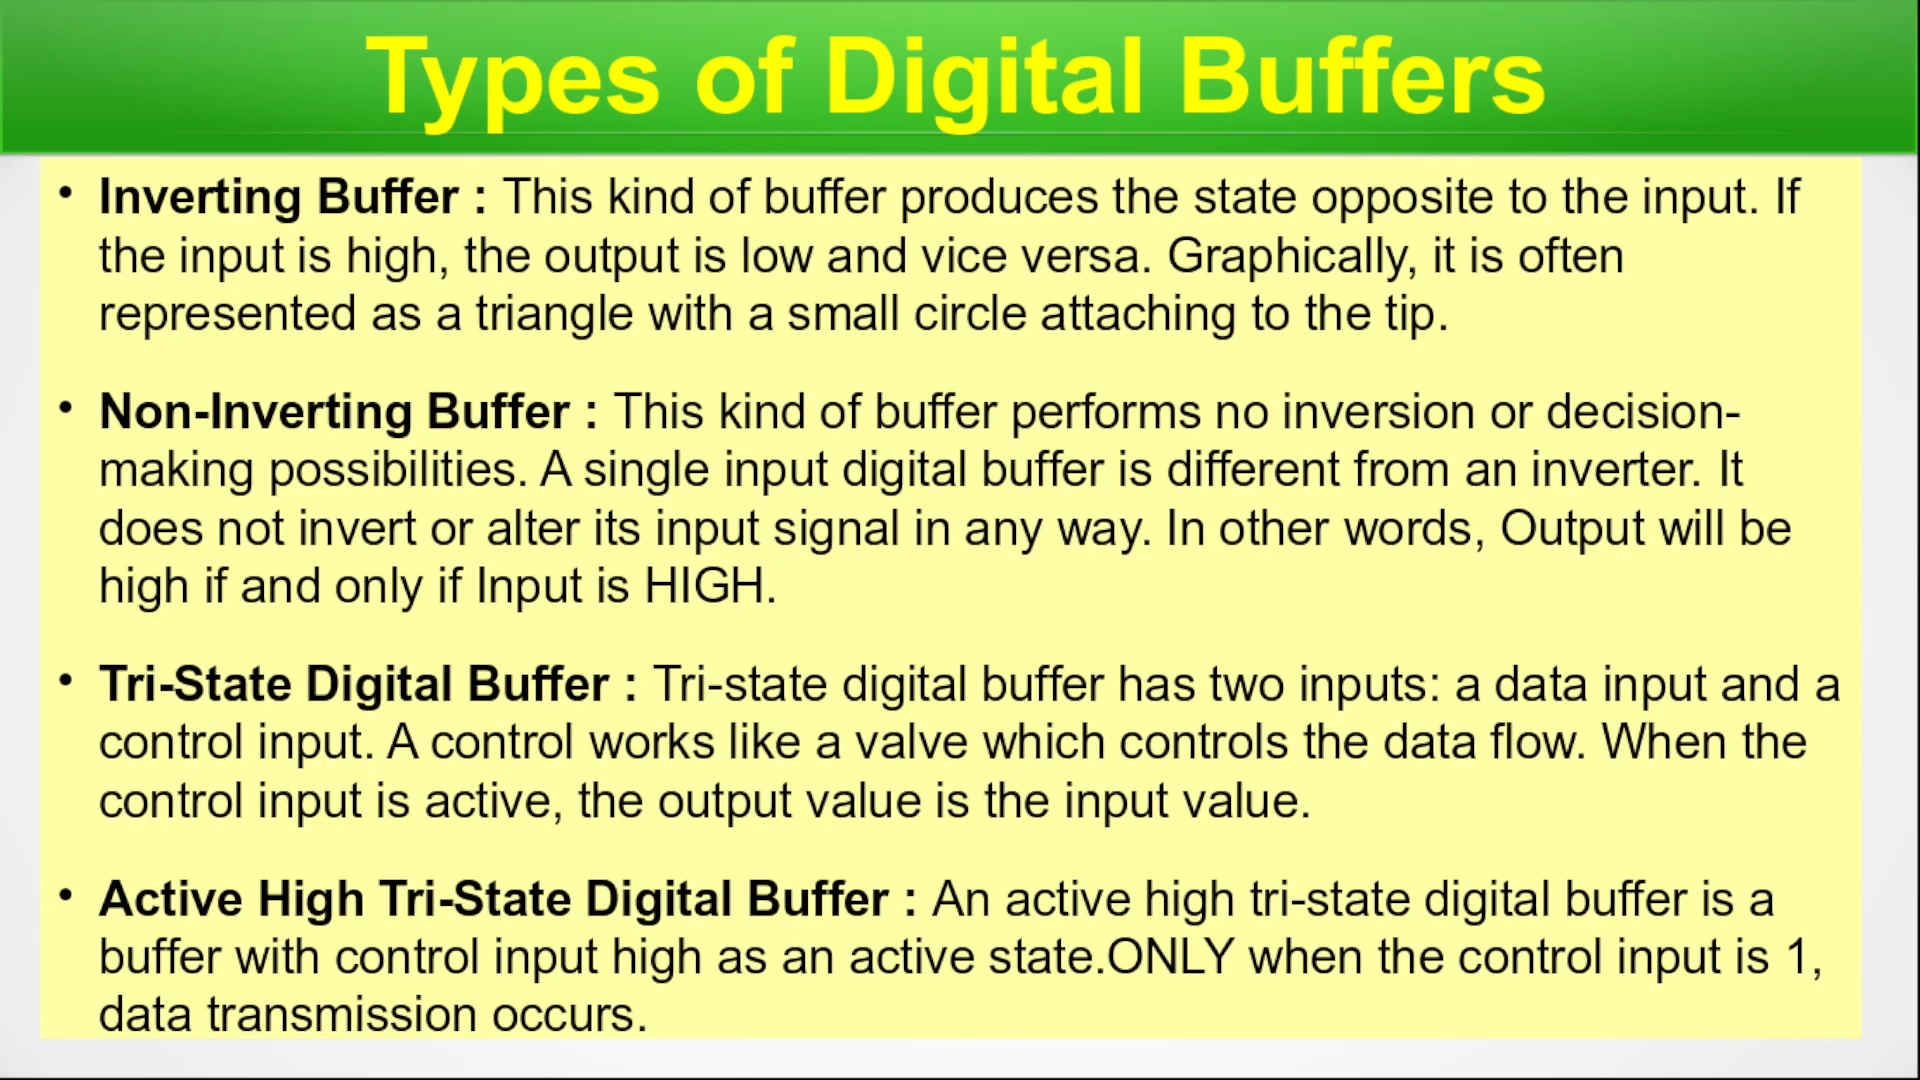 Types of Digital Buffers
• Inverting Buffer : This kind of buffer produces the state opposite to the input. If
the input is high, the output is low and vice versa. Graphically, it is often
represented as a triangle with a small circle attaching to the tip.
• Non-Inverting Buffer : This kind of buffer performs no inversion or decision-
making possibilities. A single input digital buffer is different from an inverter. It
does not invert or alter its input signal in any way. In other words, Output will be
high if and only if Input is HIGH.
• Tri-State Digital Buffer : Tri-state digital buffer has two inputs: a data input and a
control input. A control works like a valve which controls the data flow. When the
control input is active, the output value is the input value.
• Active High Tri-State Digital Buffer : An active high tri-state digital buffer is a
buffer with control input high as an active state.ONLY when the control input is 1,
data transmission occurs.